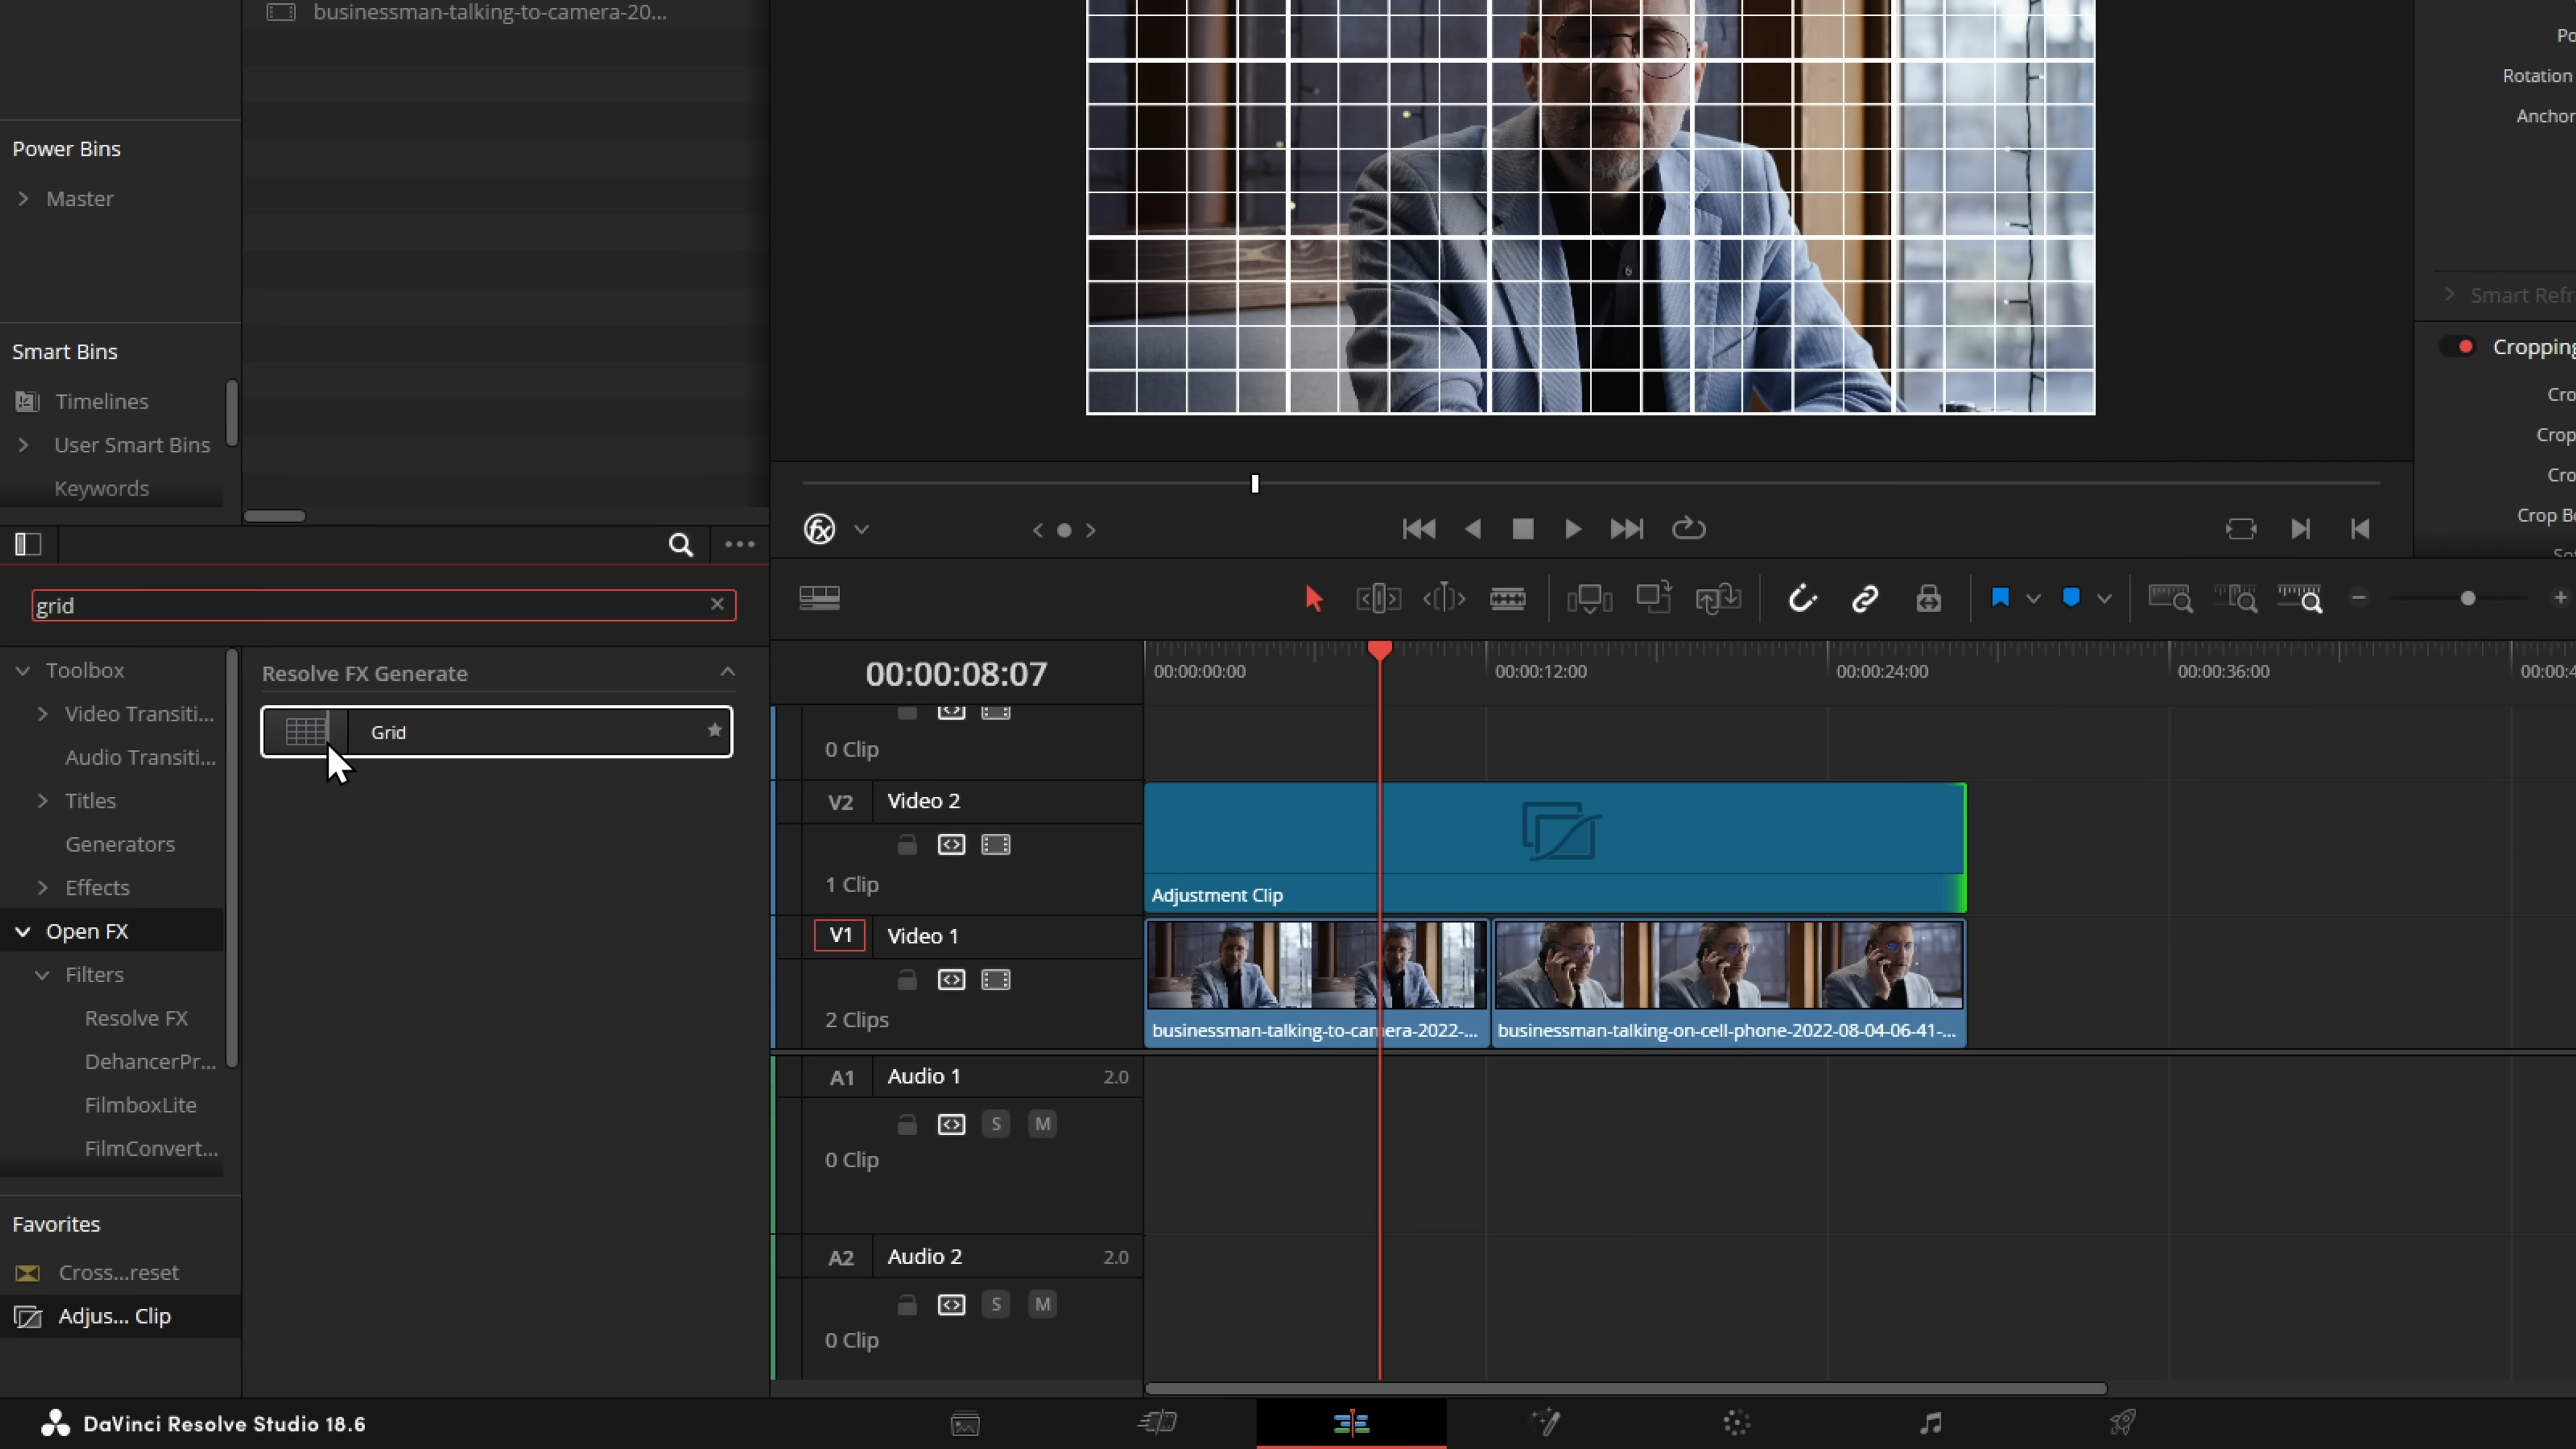 businessman-talking-to-camera-20...
Power Bins
Master
Smart Bins
Timelines
User Smart Bins
Keywords
grid
Toolbox
Video Transiti...
Audio Transiti...
Titles
Generators
Effects
Open FX
Filters
Resolve FX
DehancerPr...
FilmboxLite
FilmConvert...
Favorites
Cross...reset
Adjus... Clip
Resolve FX Generate
Grid
Rotation
Anchor
Smart Refr
Cropping
Cro
Crop
Cro
Crop Bo
00:00:08:07
00:00:00:00
00:00:12:00
00:00:24:00
00:00:36:00
00:00:4
0 Clip
V2 Video 2
1 Clip
Adjustment Clip
V1 Video 1
2 Clips
businessman-talking-to-camera-2022-...
businessman-talking-on-cell-phone-2022-08-04-06-41-...
A1 Audio 1 2.0
S M
0 Clip
A2 Audio 2 2.0
S M
0 Clip
DaVinci Resolve Studio 18.6